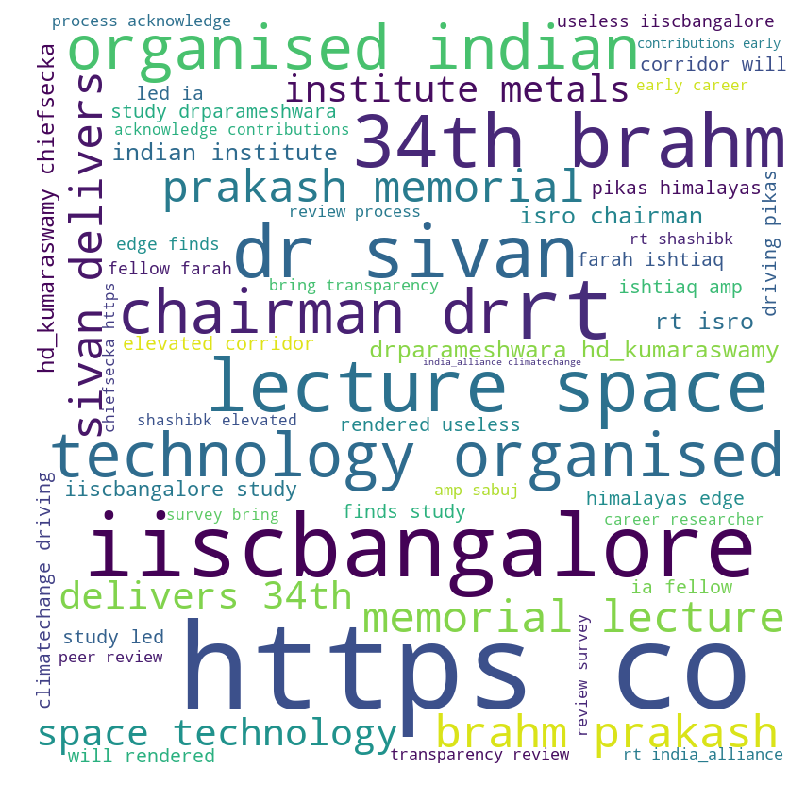 process acknowledge
useless iiscbangalore
organised indian
contributions early
corridor will
institute metals
early career
led ia
study drparameshwara
acknowledge contributions
34th brahm
indian institute
hd_kumaraswamy chiefsecka
sivan delivers
prakash memorial
pikas himalayas
driving pikas
review process
isro chairman
dr sivan
rt shashibk
edge finds
farah ishtiaq
fellow farah
bring transparency
ishtiaq amp
chiefsecka https
chairman dr
rt
rt isro
elevated corridor
drparameshwara hd_kumaraswamy
india_alliance climatechange
lecture space
shashibk elevated
rendered useless
technology organised
iiscbangalore study
amp sabuj
himalayas edge
climatechange driving
survey bring
finds study
career researcher
iiscbangalore
delivers 34th
ia fellow
memorial lecture
study led
peer review
review survey
https co
space technology
brahm prakash
will rendered
transparency review
rt india_alliance